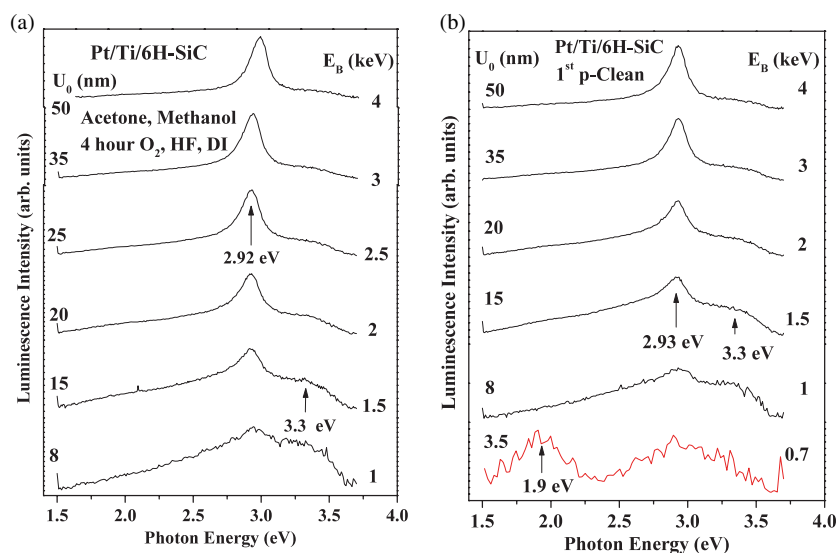 (a)
Pt/Ti/6H-SiC
U₀ (nm)
E_B (keV)
50
4
Acetone, Methanol
4 hour O₂, HF, DI
35
3
25
2.5
2.92 eV
20
2
15
1.5
3.3 eV
8
1
1.5 2.0 2.5 3.0 3.5 4.0
Photon Energy (eV)
Luminescence Intensity (arb. units)
(b)
Pt/Ti/6H-SiC
U₀ (nm)
1ˢᵗ p-Clean
E_B (keV)
50
4
35
3
20
2
15
1.5
2.93 eV
3.3 eV
8
1
3.5
0.7
1.9 eV
1.5 2.0 2.5 3.0 3.5 4.0
Photon Energy (eV)
Luminescence Intensity (arb. units)